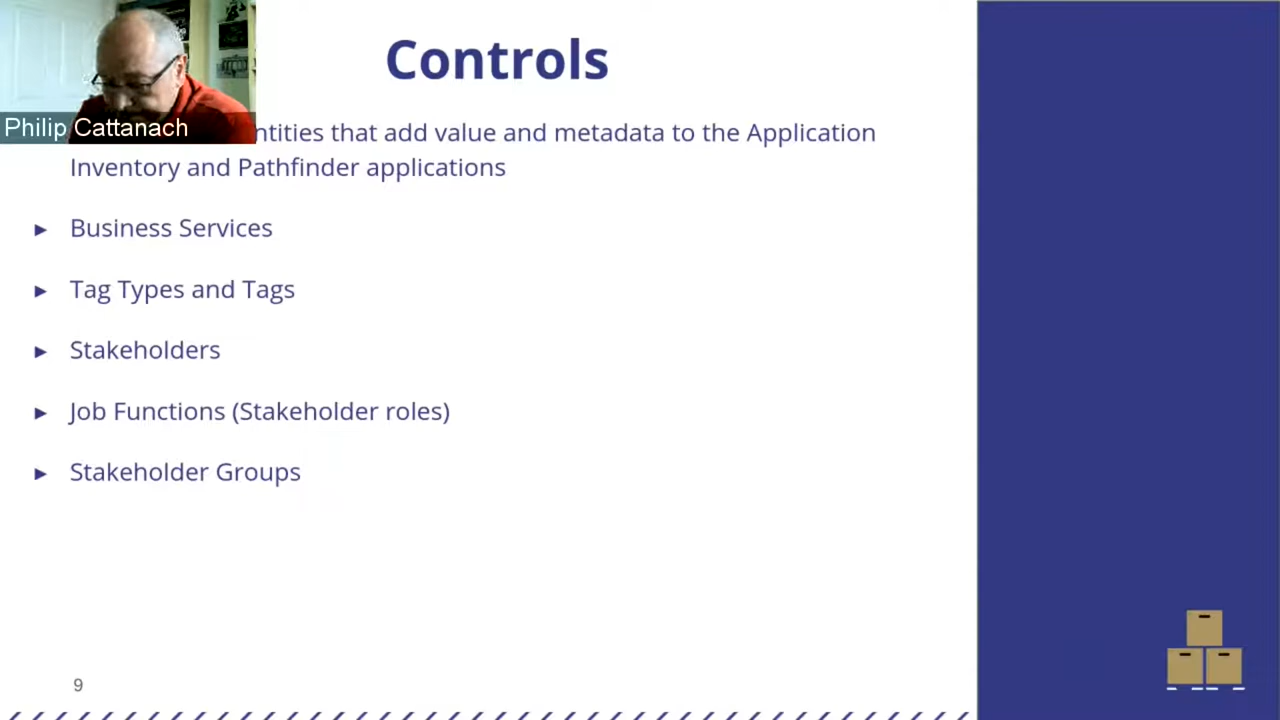 Controls
Philip Cattanach
ntities that add value and metadata to the Application
Inventory and Pathfinder applications
► Business Services
► Tag Types and Tags
► Stakeholders
► Job Functions (Stakeholder roles)
► Stakeholder Groups
9